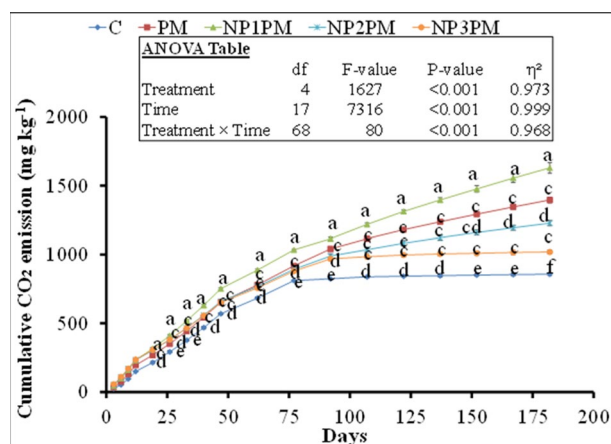 C PM NP1PM NP2PM NP3PM
ANOVA Table
df F-value P-value η²
Treatment 4 1627 <0.001 0.973
Time 17 7316 <0.001 0.999
Treatment × Time 68 80 <0.001 0.968
Cumulative CO₂ emission (mg kg⁻¹)
2000
1500
1000
500
0
a a a a a a a a a a a a a
c c c c c c c c c
d d d d cd d d
c c c c c c
d d d e e d d d e e f
0 25 50 75 100 125 150 175 200
Days